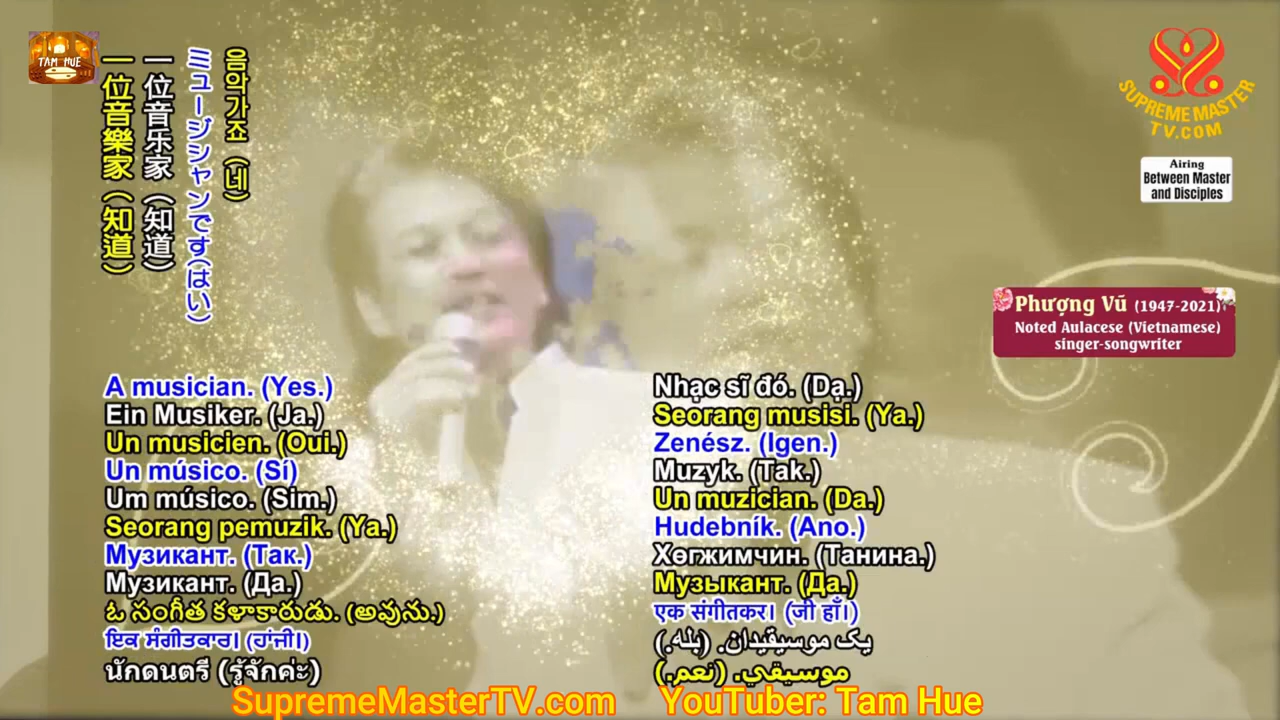 TAM HUE
음악가죠 (네)
ミュージシャンです(はい)
一位音乐家（知道）
一位音樂家（知道）
SUPREME MASTER
TV.COM
Airing
Between Master
and Disciples
Phượng Vũ (1947-2021)
Noted Aulacese (Vietnamese)
singer-songwriter
A musician. (Yes.)
Ein Musiker. (Ja.)
Un musicien. (Oui.)
Un músico. (Sí)
Um músico. (Sim.)
Seorang pemuzik. (Ya.)
Музикант. (Так.)
Музикант. (Да.)
ఓ సంగీత కళాకారుడు. (అవును.)
ਇਕ ਸੰਗੀਤਕਾਰ। (ਹਾਂਜੀ।)
นักดนตรี (รู้จักค่ะ)
Nhạc sĩ đó. (Dạ.)
Seorang musisi. (Ya.)
Zenész. (Igen.)
Muzyk. (Tak.)
Un muzician. (Da.)
Hudebník. (Ano.)
Хөгжимчин. (Танина.)
Музыкант. (Да.)
एक संगीतकर। (जी हाँ।)
یک موسیقیدان. (بله.)
موسيقي. (نعم.)
SupremeMasterTV.com YouTuber: Tam Hue